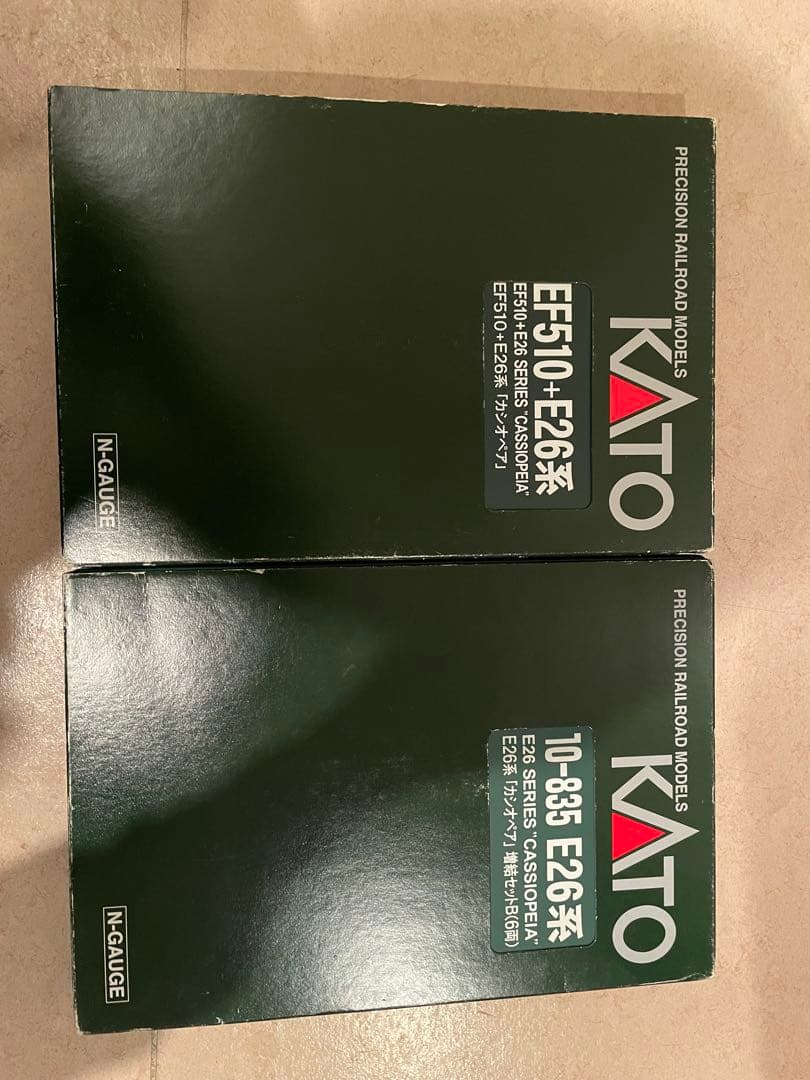 PRECISION RAILROAD MODELS
KATO
EF510+E26系
EF510+E26 SERIES "CASSIOPEIA"
EF510+E26系「カシオペア」
N-GAUGE
PRECISION RAILROAD MODELS
KATO
10-835 E26系
E26 SERIES "CASSIOPEIA"
E26系「カシオペア」増結セットB(6両)
N-GAUGE